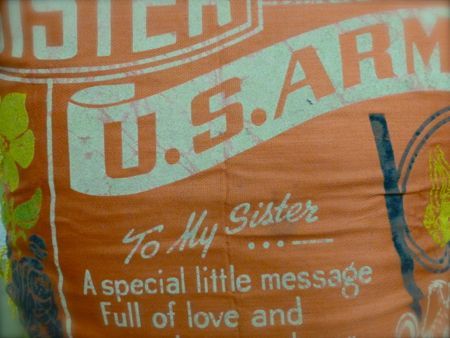 SISTER
U.S.ARM
To My Sister
A special little message
Full of love and